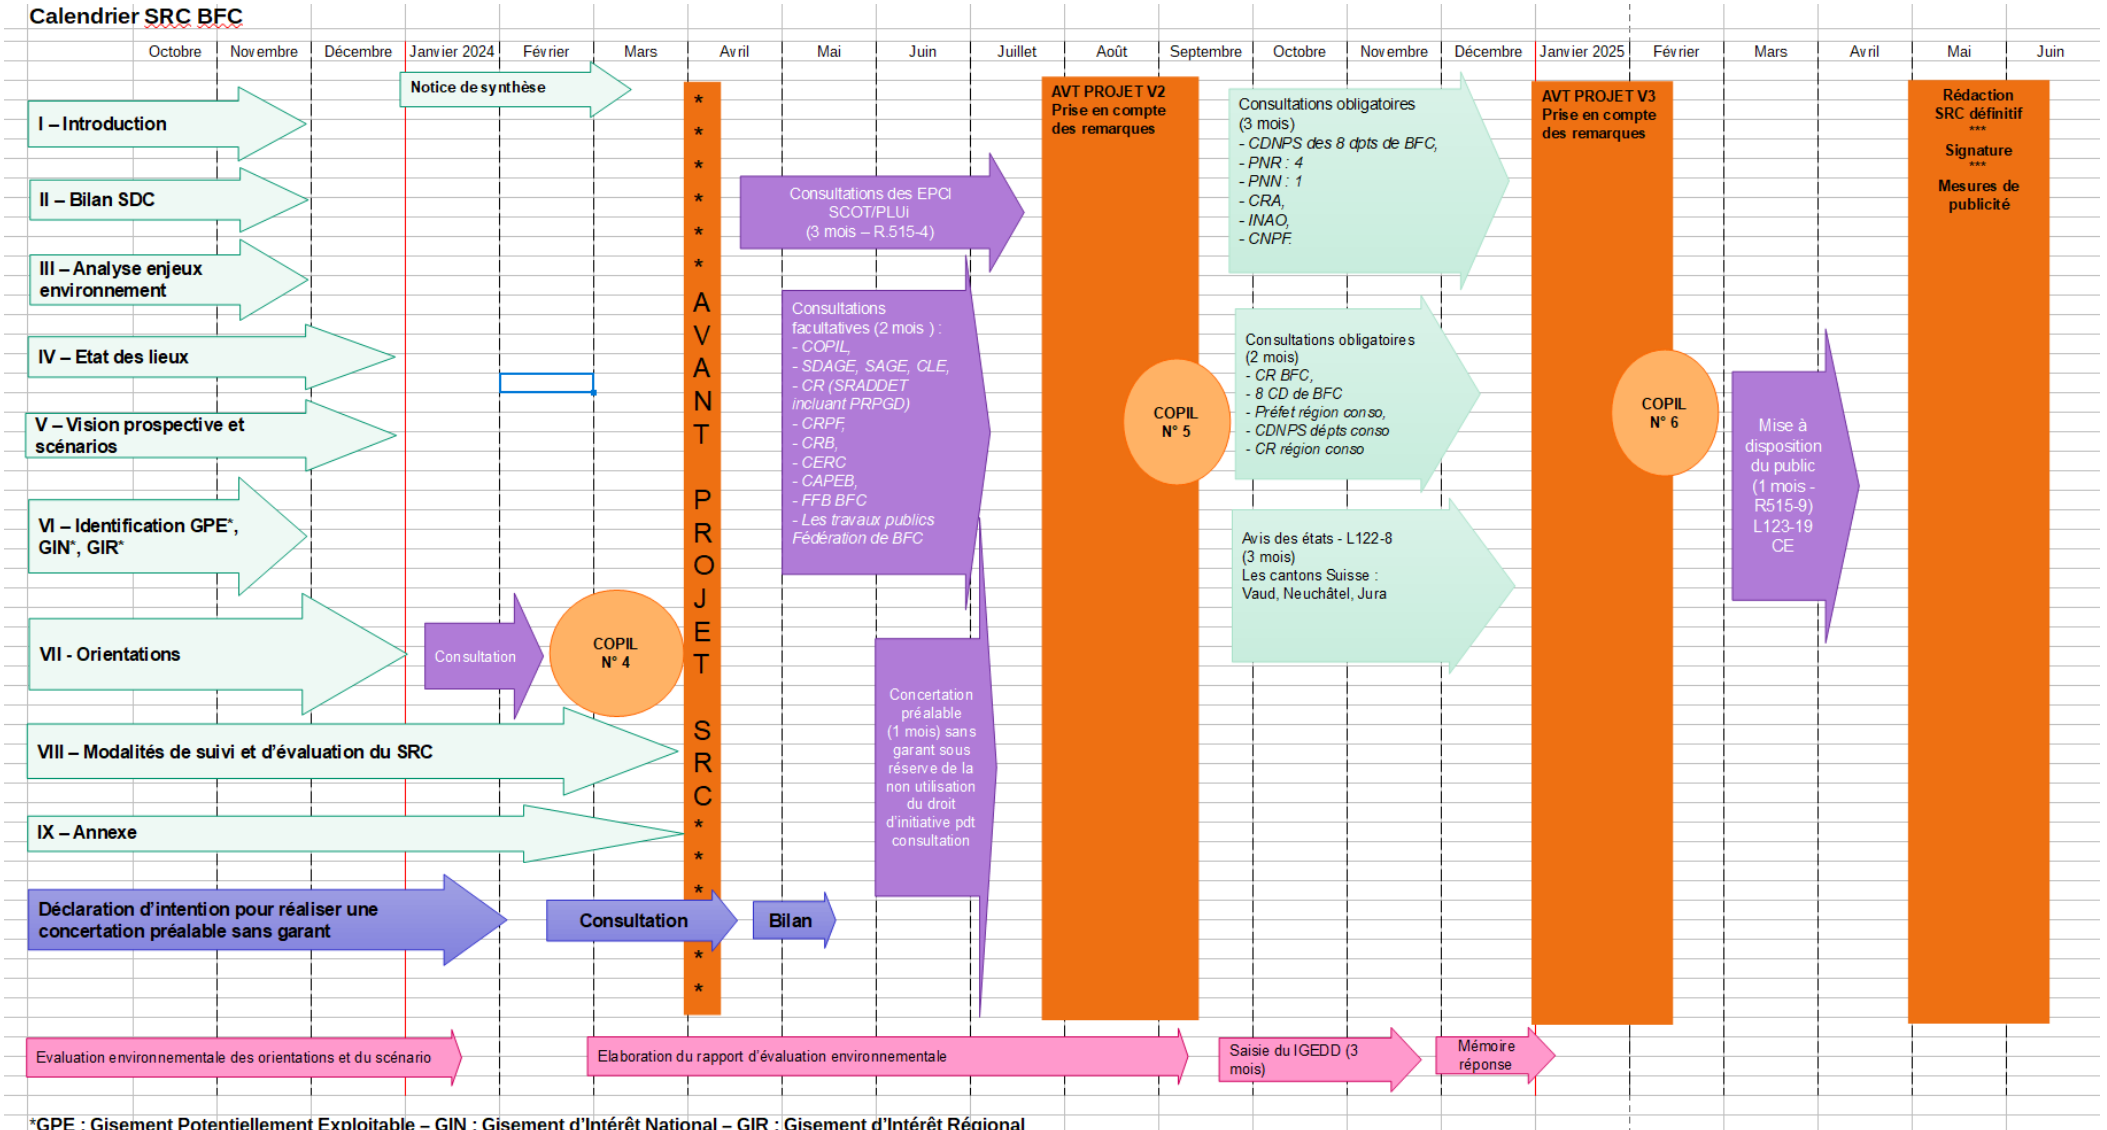 Calendrier SRC BFC
Octobre Novembre Décembre Janvier 2024 Février Mars Avril Mai Juin Juillet Août Septembre Octobre Novembre Décembre Janvier 2025 Février Mars Avril Mai Juin
Notice de synthèse
I – Introduction
II – Bilan SDC
III – Analyse enjeux
environnement
IV – Etat des lieux
V – Vision prospective et
scénarios
VI – Identification GPE*,
GIN*, GIR*
VII - Orientations
Consultation
COPIL
N° 4
VIII – Modalités de suivi et d'évaluation du SRC
IX – Annexe
Déclaration d'intention pour réaliser une
concertation préalable sans garant
Consultation
Bilan
*
*
*
*
*
*
A
V
A
N
T
P
R
O
J
E
T
S
R
C
*
*
*
*
*
Consultations des EPCI
SCOT/PLUi
(3 mois – R.515-4)
Consultations
facultatives (2 mois ) :
- COPIL,
- SDAGE, SAGE, CLE,
- CR (SRADDET
incluant PRPGD)
- CRPF,
- CRB,
- CERC
- CAPEB,
- FFB BFC
- Les travaux publics
Fédération de BFC
Concertation
préalable
(1 mois) sans
garant sous
réserve de la
non utilisation
du droit
d'initiative pdt
consultation
AVT PROJET V2
Prise en compte
des remarques
COPIL
N° 5
Consultations obligatoires
(3 mois)
- CDNPS des 8 dpts de BFC,
- PNR : 4
- PNN : 1
- CRA,
- INAO,
- CNPF.
Consultations obligatoires
(2 mois)
- CR BFC,
- 8 CD de BFC
- Préfet région conso,
- CDNPS dépts conso
- CR région conso
Avis des états - L122-8
(3 mois)
Les cantons Suisse :
Vaud, Neuchâtel, Jura
AVT PROJET V3
Prise en compte
des remarques
COPIL
N° 6
Mise à
disposition
du public
(1 mois -
R515-9)
L123-19
CE
Rédaction
SRC définitif
***
Signature
***
Mesures de
publicité
Evaluation environnementale des orientations et du scénario
Elaboration du rapport d'évaluation environnementale
Saisie du IGEDD (3
mois)
Mémoire
réponse
*GPE : Gisement Potentiellement Exploitable – GIN : Gisement d'Intérêt National – GIR : Gisement d'Intérêt Régional